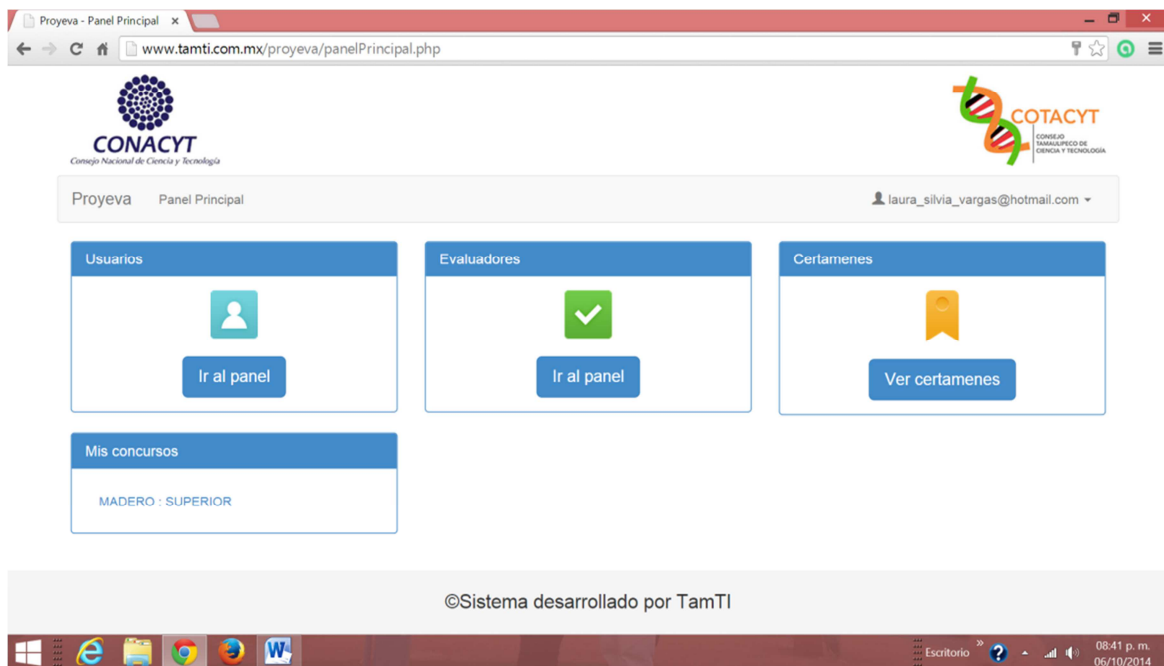 Proyeva - Panel Principal
www.tamti.com.mx/proyeva/panelPrincipal.php
CONACYT
Consejo Nacional de Ciencia y Tecnología
COTACYT
CONSEJO
TAMAULIPECO DE
CIENCIA Y TECNOLOGÍA
Proyeva Panel Principal laura_silvia_vargas@hotmail.com
Usuarios
Ir al panel
Evaluadores
Ir al panel
Certamenes
Ver certamenes
Mis concursos
MADERO : SUPERIOR
©Sistema desarrollado por TamTI
Escritorio
08:41 p. m.
06/10/2014